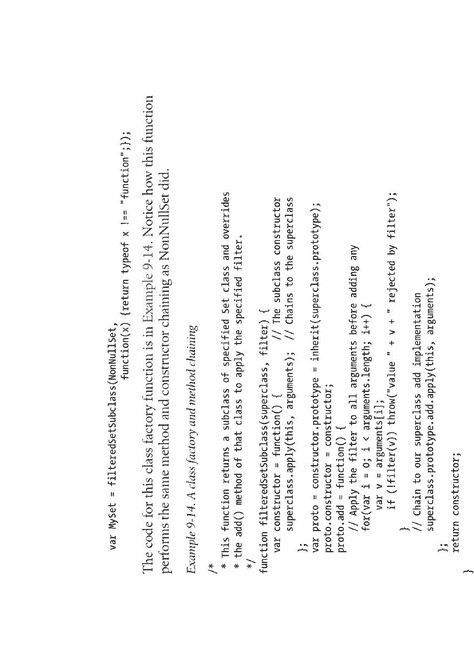 var MySet = filteredSetSubclass(NonNullSet,
function(x) {return typeof x !== "function";});
The code for this class factory function is in Example 9-14. Notice how this function
performs the same method and constructor chaining as NonNullSet did.
Example 9-14. A class factory and method chaining
/*
* This function returns a subclass of specified Set class and overrides
* the add() method of that class to apply the specified filter.
*/
function filteredSetSubclass(superclass, filter) {
var constructor = function() { // The subclass constructor
superclass.apply(this, arguments); // Chains to the superclass
};
var proto = constructor.prototype = inherit(superclass.prototype);
proto.constructor = constructor;
proto.add = function() {
// Apply the filter to all arguments before adding any
for(var i = 0; i < arguments.length; i++) {
var v = arguments[i];
if (!filter(v)) throw("value " + v + " rejected by filter");
}
// Chain to our superclass add implementation
superclass.prototype.add.apply(this, arguments);
};
return constructor;
}